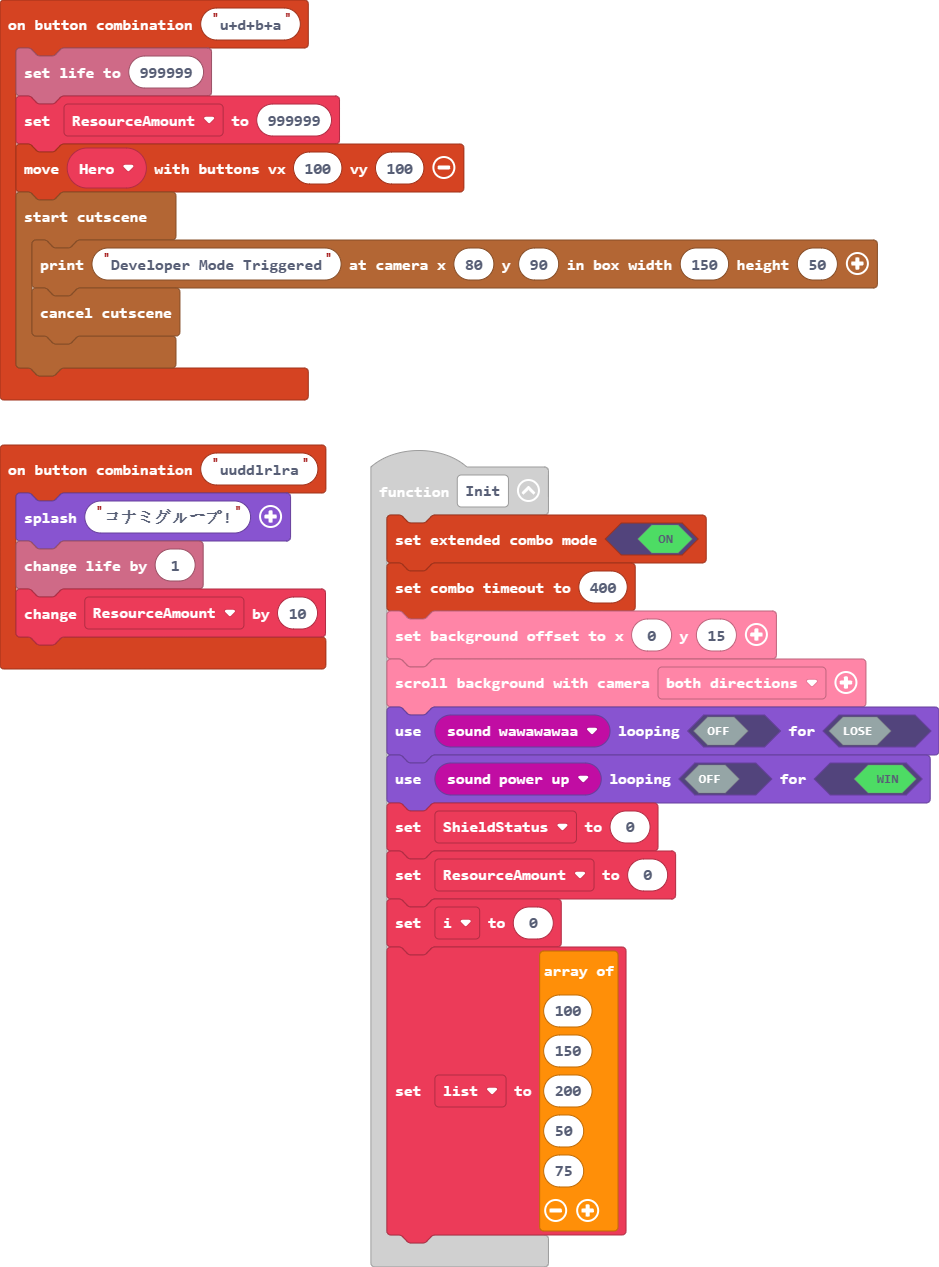 on button combination "u+d+b+a"
set life to 999999
set ResourceAmount to 999999
move Hero with buttons vx 100 vy 100
start cutscene
print "Developer Mode Triggered" at camera x 80 y 90 in box width 150 height 50
cancel cutscene
on button combination "uuddlrlra"
splash "コナミグループ!"
change life by 1
change ResourceAmount by 10
function Init
set extended combo mode ON
set combo timeout to 400
set background offset to x 0 y 15
scroll background with camera both directions
use sound wawawawaa looping OFF for LOSE
use sound power up looping OFF for WIN
set ShieldStatus to 0
set ResourceAmount to 0
set i to 0
set list to array of
100
150
200
50
75